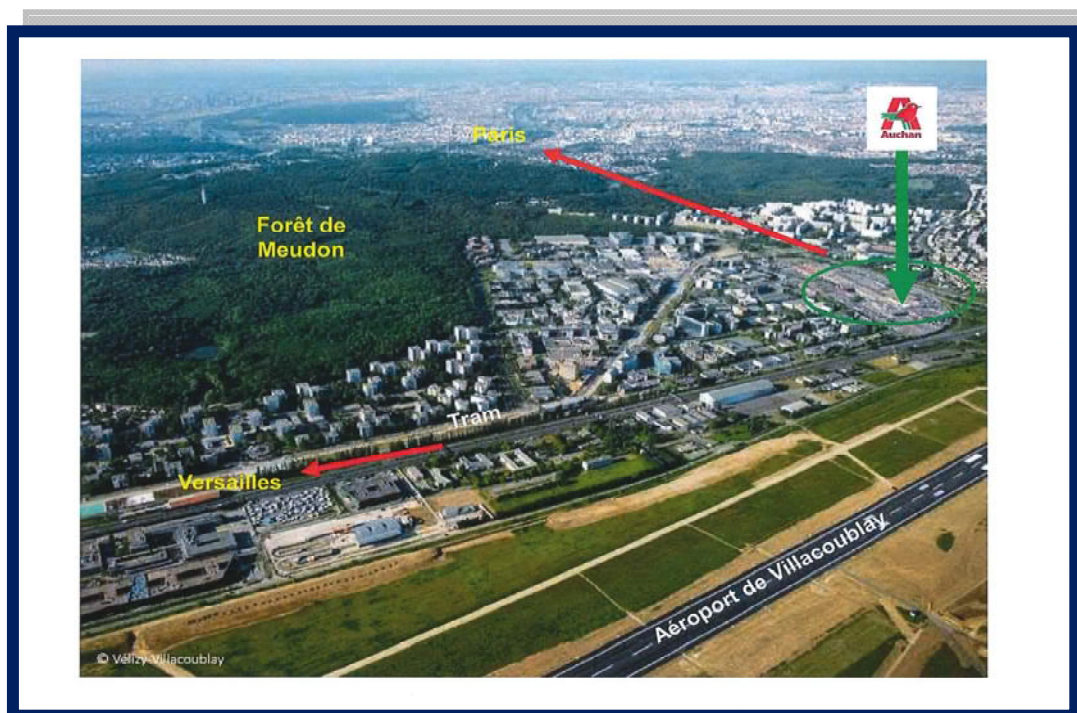 Paris
Auchan
Forêt de
Meudon
Tram
Versailles
Aéroport de Villacoublay
© Vélizy-Villacoublay